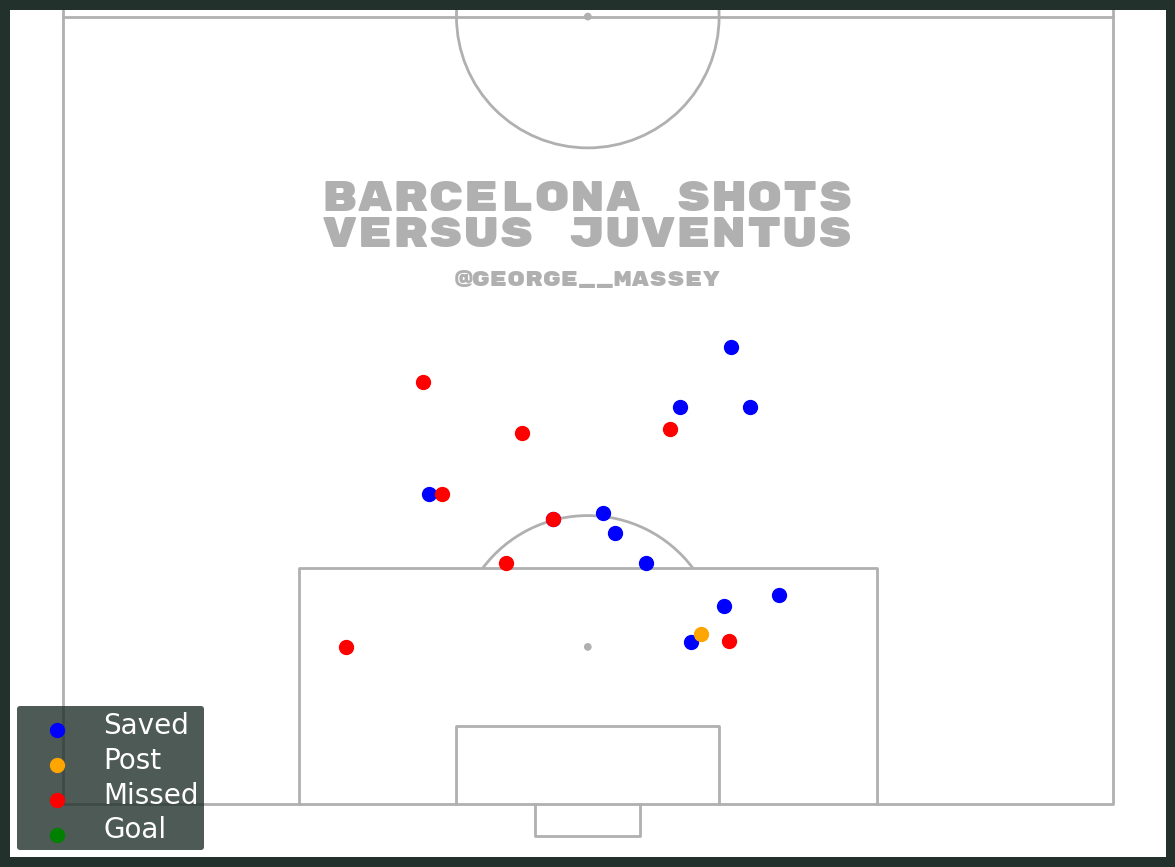 BARCELONA SHOTS
VERSUS JUVENTUS
@GEORGE__MASSEY
Saved
Post
Missed
Goal